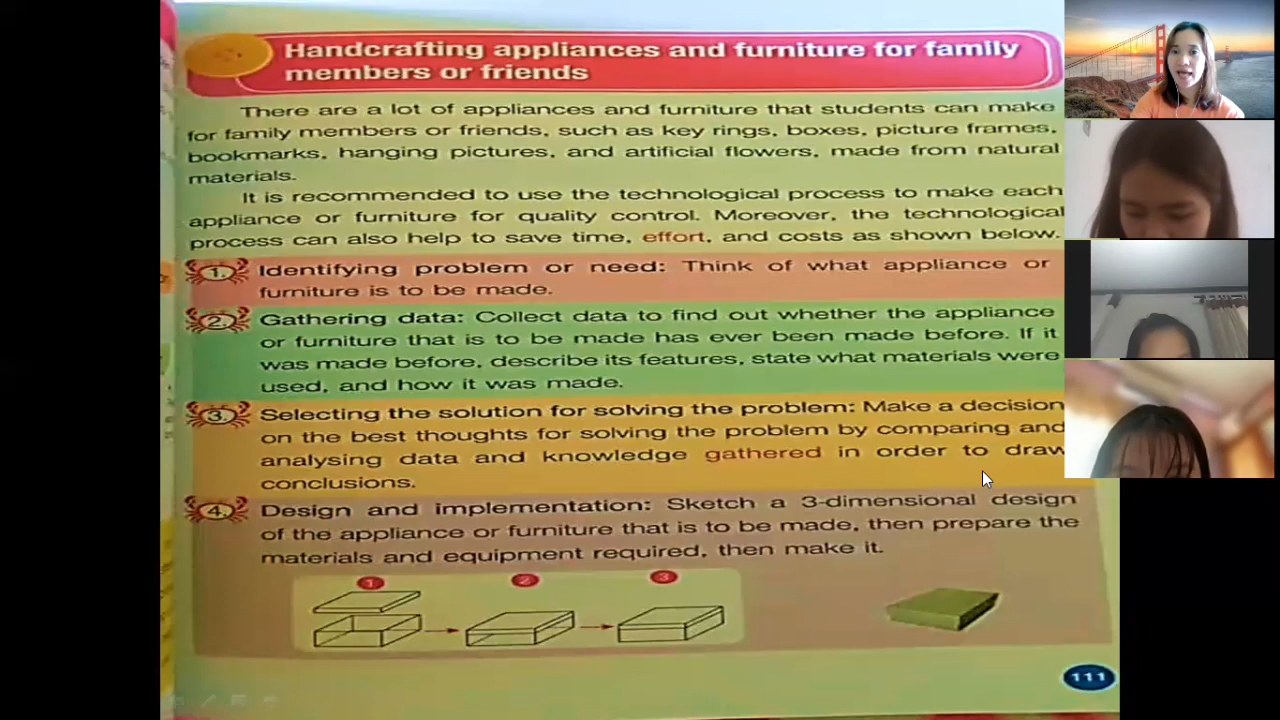 Handcrafting appliances and furniture for family
members or friends
There are a lot of appliances and furniture that students can make
for family members or friends, such as key rings, boxes, picture frames,
bookmarks, hanging pictures, and artificial flowers, made from natural
materials.
It is recommended to use the technological process to make each
appliance or furniture for quality control. Moreover, the technological
process can also help to save time, effort, and costs as shown below.
1. Identifying problem or need: Think of what appliance or
furniture is to be made.
2. Gathering data: Collect data to find out whether the appliance
or furniture that is to be made has ever been made before. If it
was made before, describe its features, state what materials were
used, and how it was made.
3. Selecting the solution for solving the problem: Make a decision
on the best thoughts for solving the problem by comparing and
analysing data and knowledge gathered in order to draw
conclusions.
4. Design and implementation: Sketch a 3-dimensional design
of the appliance or furniture that is to be made, then prepare the
materials and equipment required, then make it.
1 2 3
111